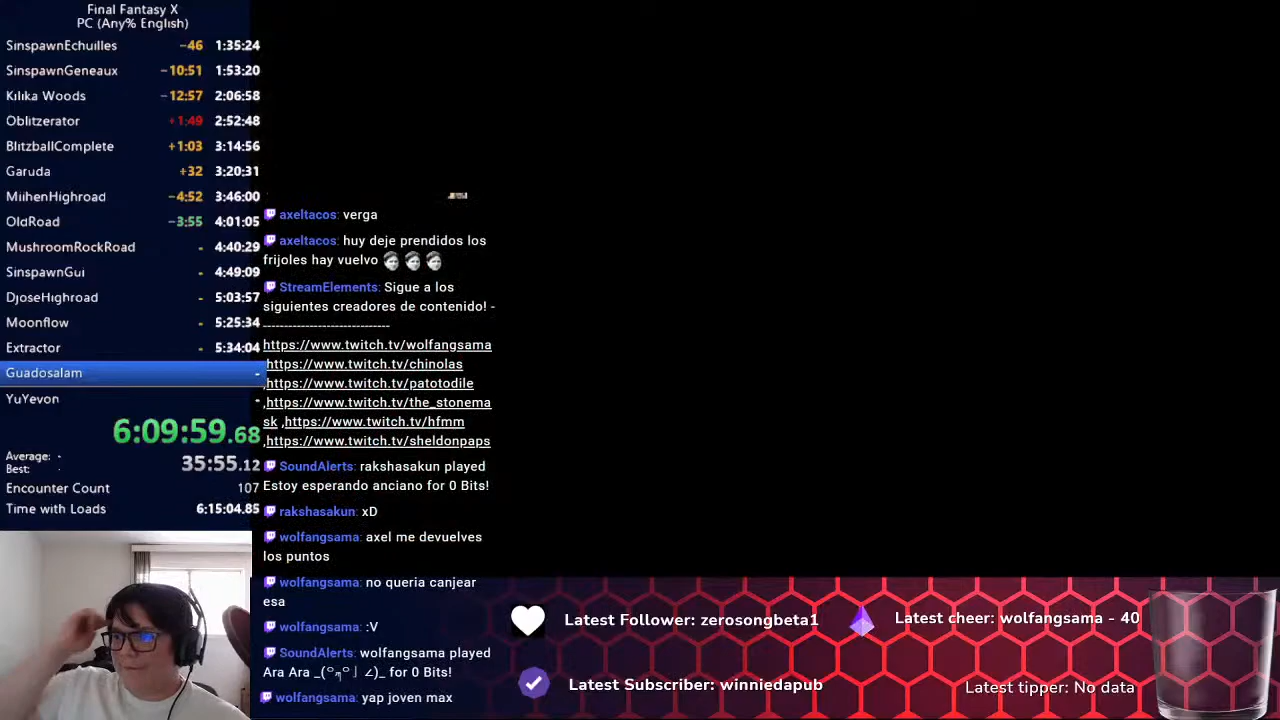 Final Fantasy X
PC (Any% English)
SinspawnEchuilles -46 1:35:24
SinspawnGeneaux -10:51 1:53:20
Kilika Woods -12:57 2:06:58
Oblitzerator +1:49 2:52:48
BlitzballComplete +1:03 3:14:56
Garuda +32 3:20:31
MiihenHighroad -4:52 3:46:00
OldRoad -3:55 4:01:05
MushroomRockRoad - 4:40:29
SinspawnGui - 4:49:09
DjoseHighroad - 5:03:57
Moonflow - 5:25:34
Extractor - 5:34:04
Guadosalam -
YuYevon -
6:09:59.68
Average: -
Best: -
35:55.12
Encounter Count 107
Time with Loads 6:15:04.85
axeltacos: verga
axeltacos: huy deje prendidos los
frijoles hay vuelvo
StreamElements: Sigue a los
siguientes creadores de contenido! -
------------------------------
https://www.twitch.tv/wolfangsama
,https://www.twitch.tv/chinolas
,https://www.twitch.tv/patotodile
,https://www.twitch.tv/the_stonema
sk ,https://www.twitch.tv/hfmm
,https://www.twitch.tv/sheldonpaps
SoundAlerts: rakshasakun played
Estoy esperando anciano for 0 Bits!
rakshasakun: xD
wolfangsama: axel me devuelves
los puntos
wolfangsama: no queria canjear
esa
wolfangsama: :V
SoundAlerts: wolfangsama played
Ara Ara for 0 Bits!
wolfangsama: yap joven max
Latest Follower: zerosongbeta1
Latest cheer: wolfangsama - 40
Latest Subscriber: winniedapub
Latest tipper: No data